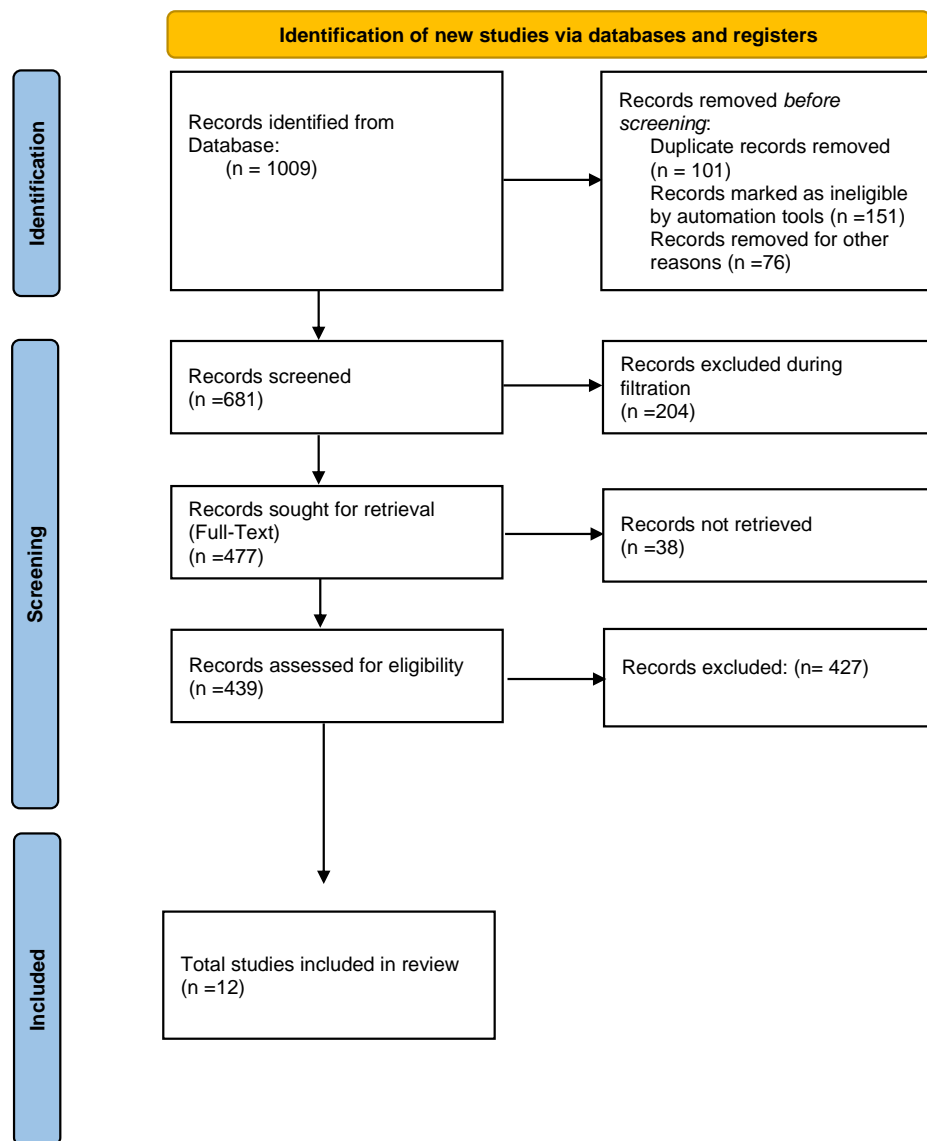 Identification of new studies via databases and registers
Identification
Records identified from
Database:
(n = 1009)
Records removed before
screening:
Duplicate records removed
(n = 101)
Records marked as ineligible
by automation tools (n =151)
Records removed for other
reasons (n =76)
Screening
Records screened
(n =681)
Records excluded during
filtration
(n =204)
Records sought for retrieval
(Full-Text)
(n =477)
Records not retrieved
(n =38)
Records assessed for eligibility
(n =439)
Records excluded: (n= 427)
Included
Total studies included in review
(n =12)